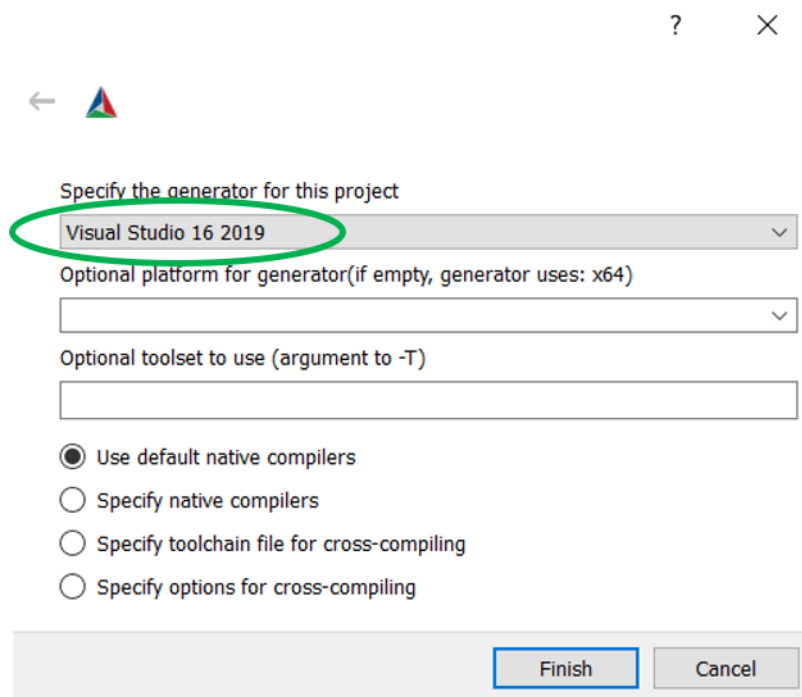 ?
Specify the generator for this project
Visual Studio 16 2019
Optional platform for generator(if empty, generator uses: x64)
Optional toolset to use (argument to -T)
Use default native compilers
Specify native compilers
Specify toolchain file for cross-compiling
Specify options for cross-compiling
Finish Cancel